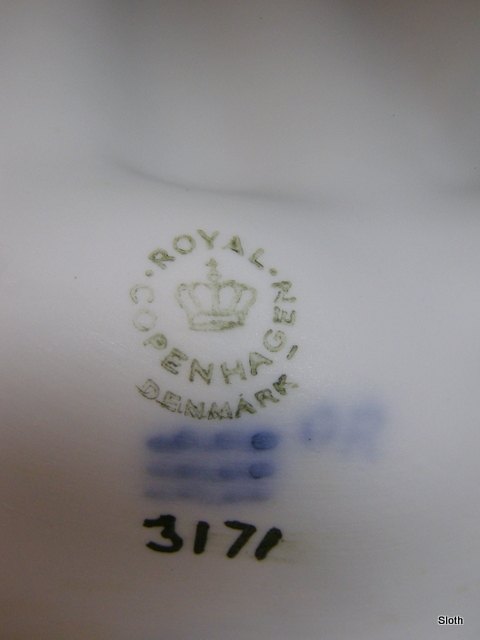 ROYAL
COPENHAGEN
DENMARK
3171
Sloth